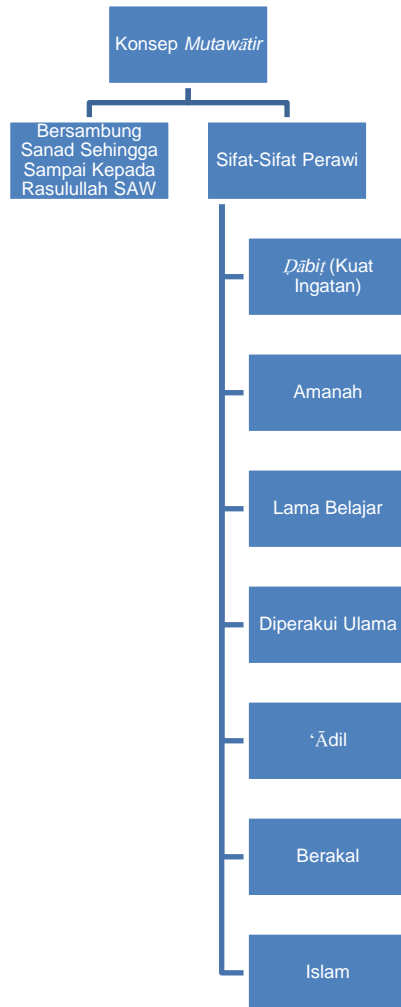 Konsep Mutawātir
Bersambung
Sanad Sehingga
Sampai Kepada
Rasulullah SAW
Sifat-Sifat Perawi
Ḍābiṭ (Kuat
Ingatan)
Amanah
Lama Belajar
Diperakui Ulama
‘Ādil
Berakal
Islam